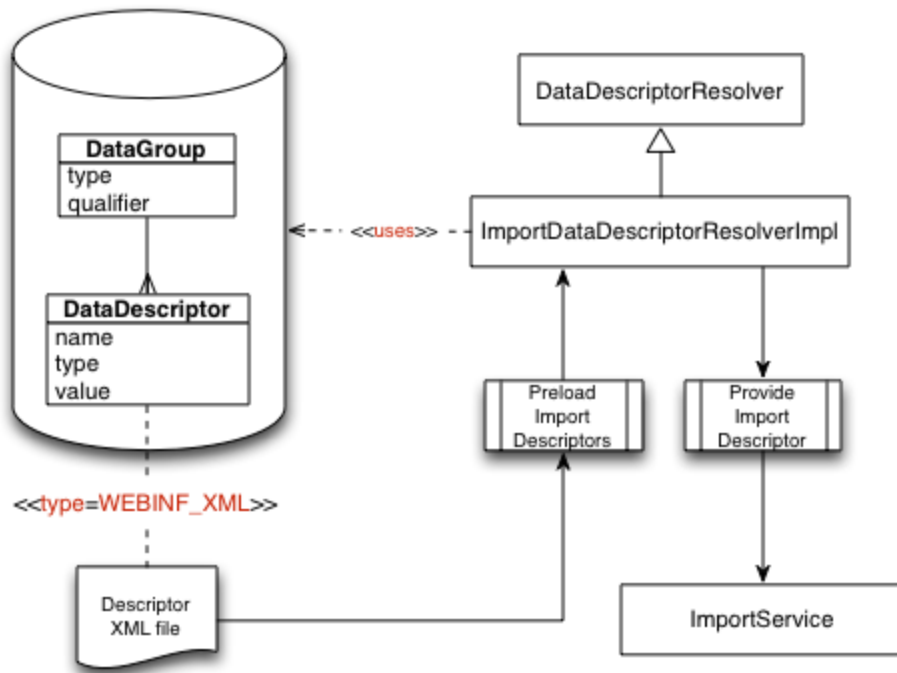 DataDescriptorResolver
DataGroup
type
qualifier
<<uses>>
ImportDataDescriptorResolverImpl
DataDescriptor
name
type
value
Preload
Import
Descriptors
Provide
Import
Descriptor
<<type=WEBINF_XML>>
Descriptor
XML file
ImportService